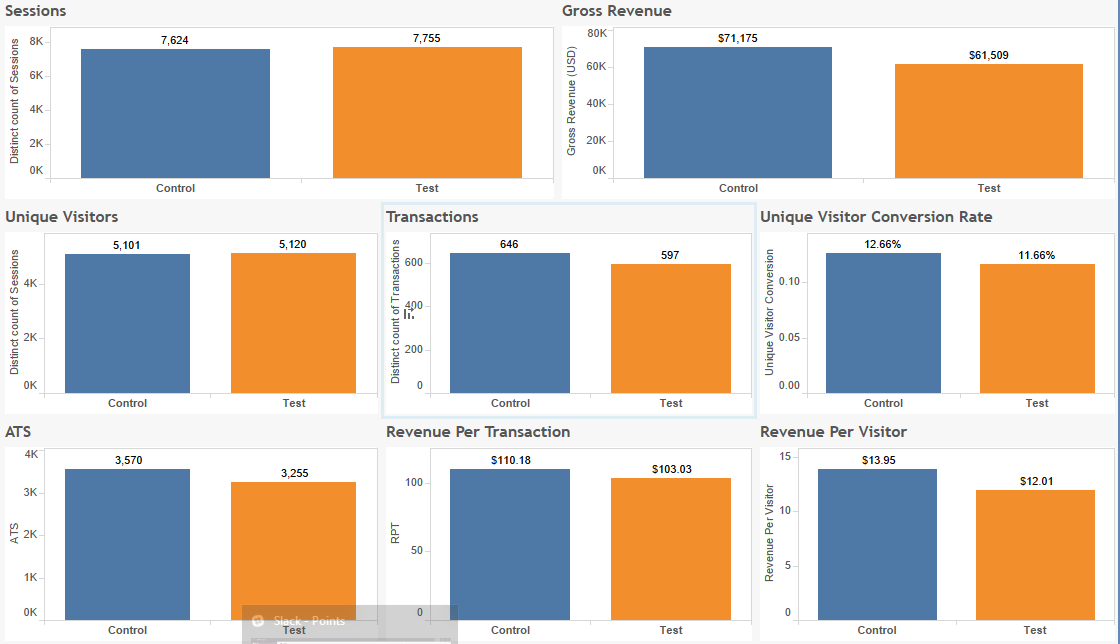 Sessions
Distinct count of Sessions
8K
6K
4K
2K
0K
7,624
7,755
Control
Test
Gross Revenue
Gross Revenue (USD)
80K
60K
40K
20K
0K
$71,175
$61,509
Control
Test
Unique Visitors
Distinct count of Sessions
4K
2K
0K
5,101
5,120
Control
Test
Transactions
Distinct count of Transactions
600
400
200
0
646
597
Control
Test
Unique Visitor Conversion Rate
Unique Visitor Conversion
0.10
0.05
0.00
12.66%
11.66%
Control
Test
ATS
ATS
4K
3K
2K
1K
0K
3,570
3,255
Control
Test
Slack - Points
Revenue Per Transaction
RPT
100
50
0
$110.18
$103.03
Control
Test
Revenue Per Visitor
Revenue Per Visitor
15
10
5
0
$13.95
$12.01
Control
Test